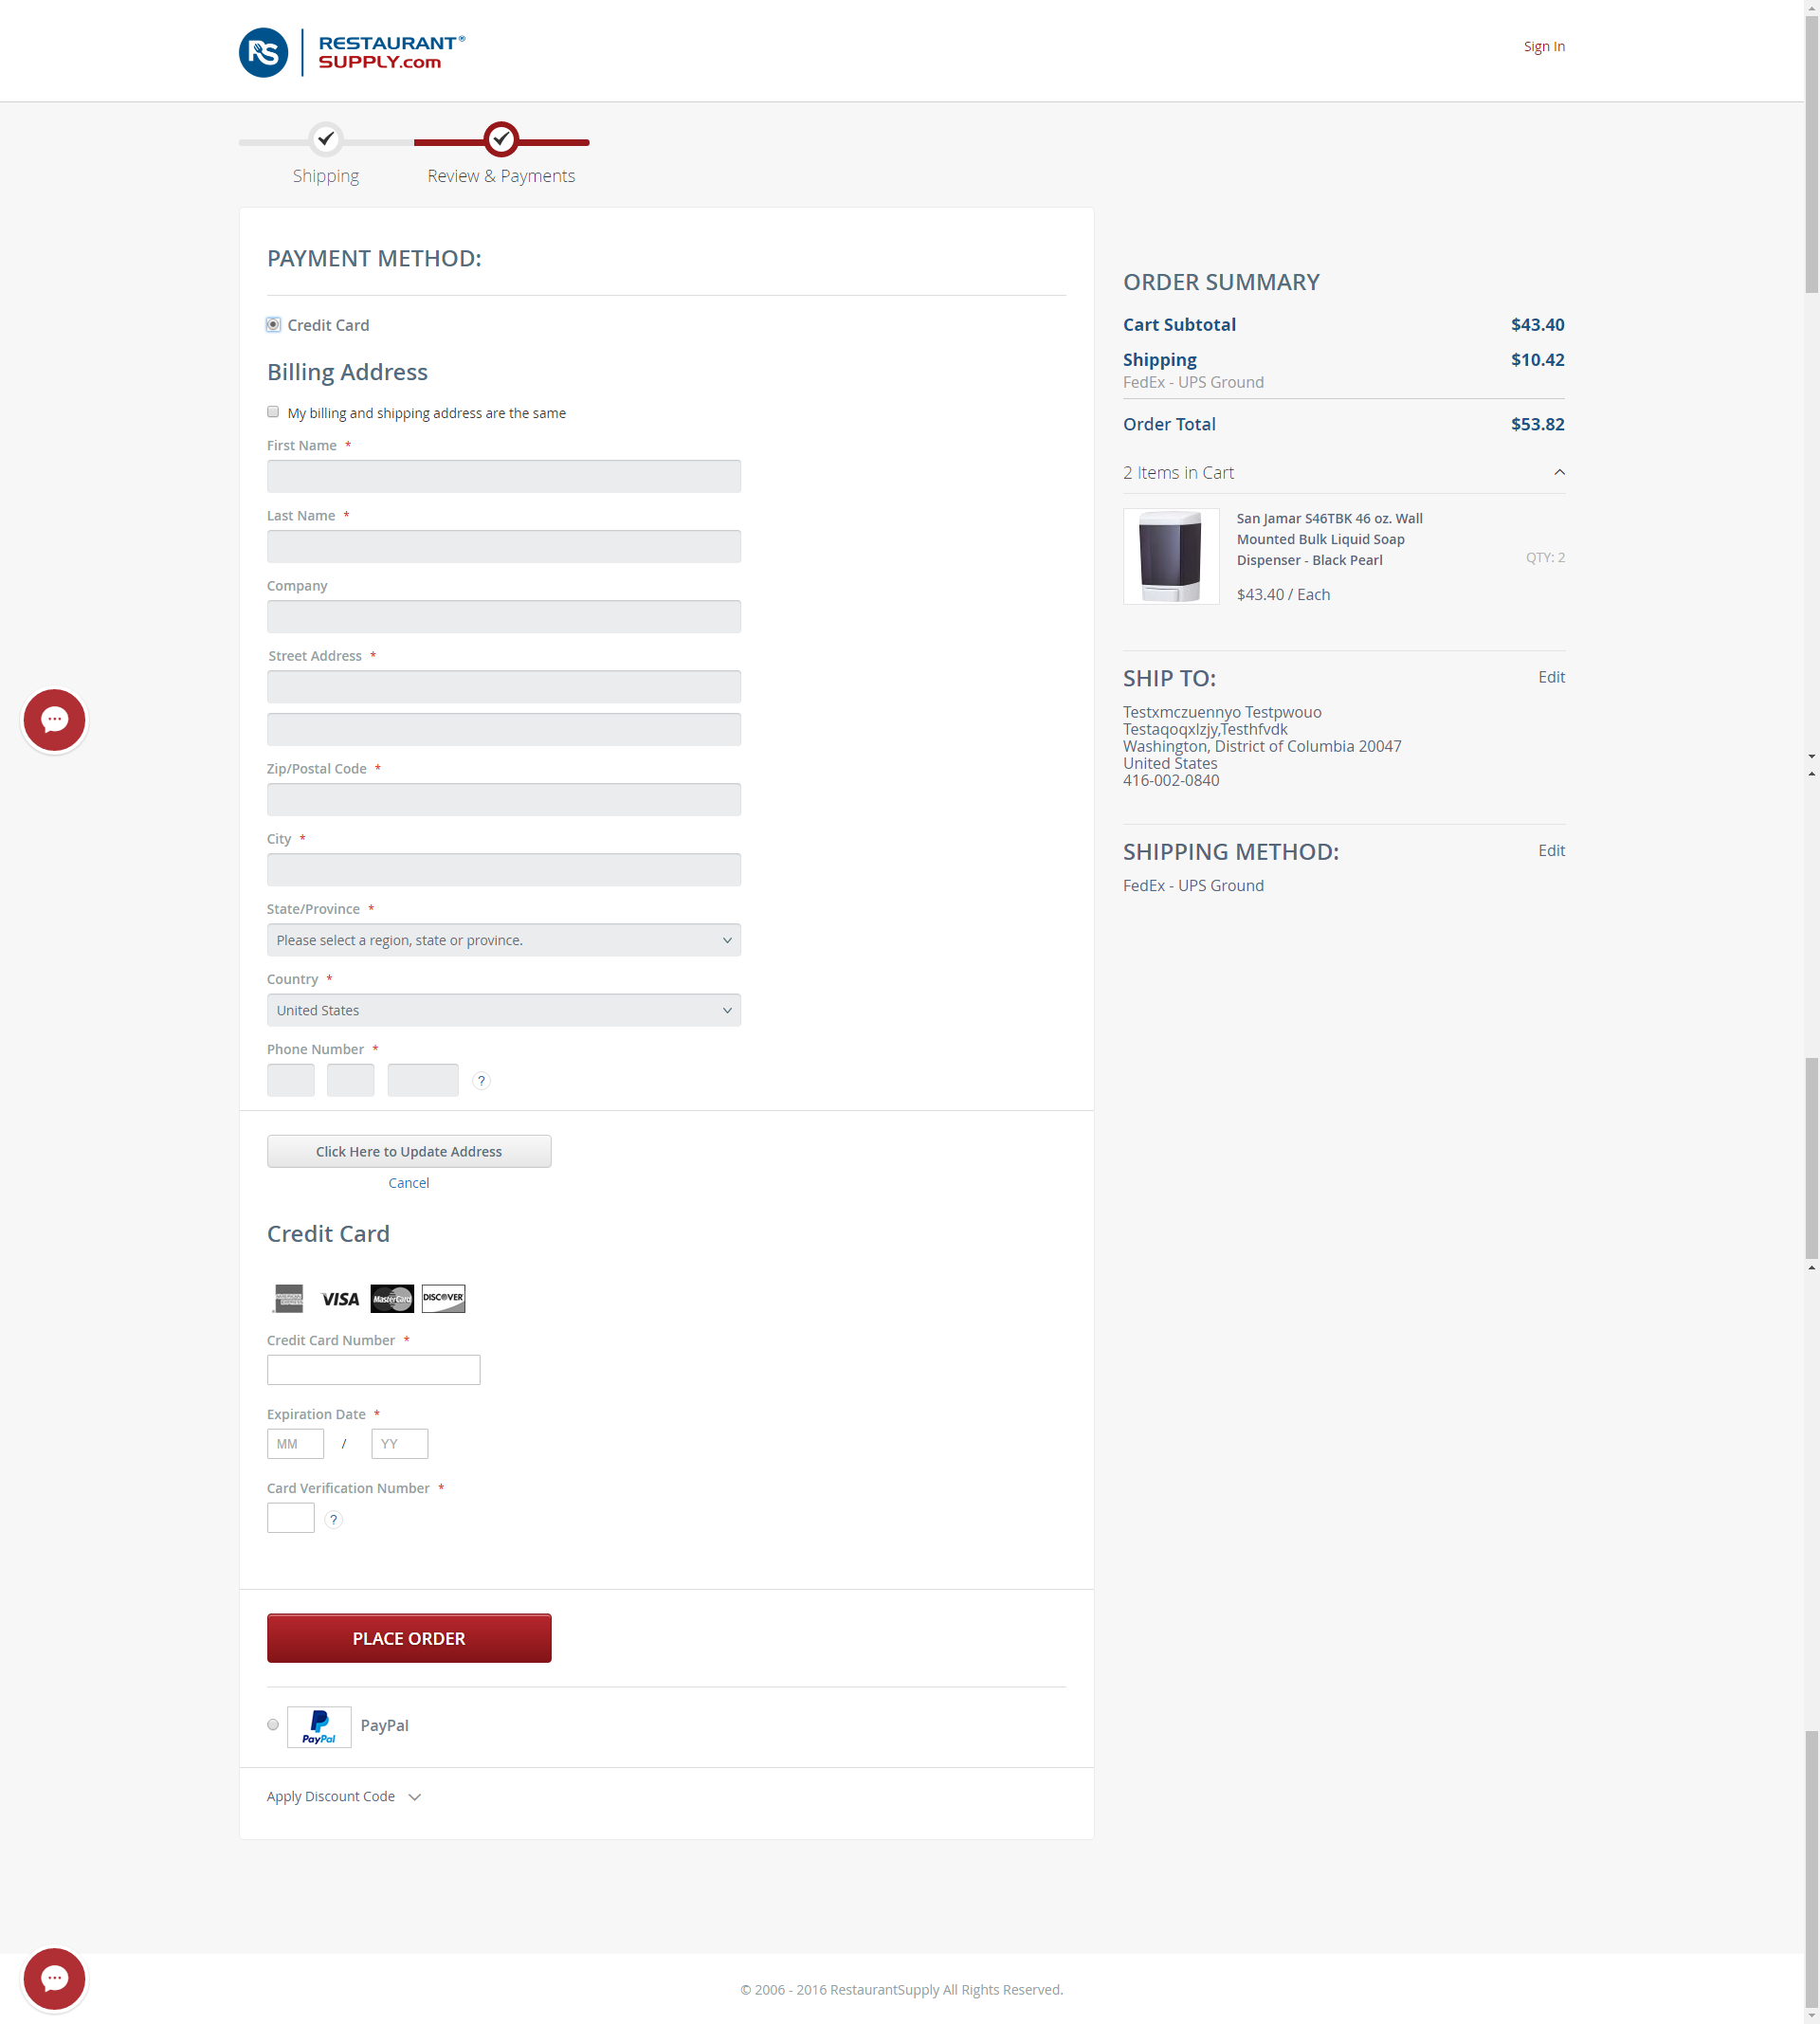 RS
RESTAURANT®
SUPPLY.com
Sign In
Shipping
Review & Payments
PAYMENT METHOD:
Credit Card
Billing Address
My billing and shipping address are the same
First Name *
Last Name *
Company
Street Address *
Zip/Postal Code *
City *
State/Province *
Please select a region, state or province.
Country *
United States
Phone Number *
?
Click Here to Update Address
Cancel
Credit Card
VISA
MasterCard
DISCOVER
Credit Card Number *
Expiration Date *
MM / YY
Card Verification Number *
?
PLACE ORDER
PayPal
PayPal
Apply Discount Code
ORDER SUMMARY
Cart Subtotal $43.40
Shipping $10.42
FedEx - UPS Ground
Order Total $53.82
2 Items in Cart
San Jamar S46TBK 46 oz. Wall
Mounted Bulk Liquid Soap
Dispenser - Black Pearl
QTY: 2
$43.40 / Each
SHIP TO: Edit
Testxmczuennyo Testpwouo
Testaqoqxlzjy,Testhfvdk
Washington, District of Columbia 20047
United States
416-002-0840
SHIPPING METHOD: Edit
FedEx - UPS Ground
© 2006 - 2016 RestaurantSupply All Rights Reserved.